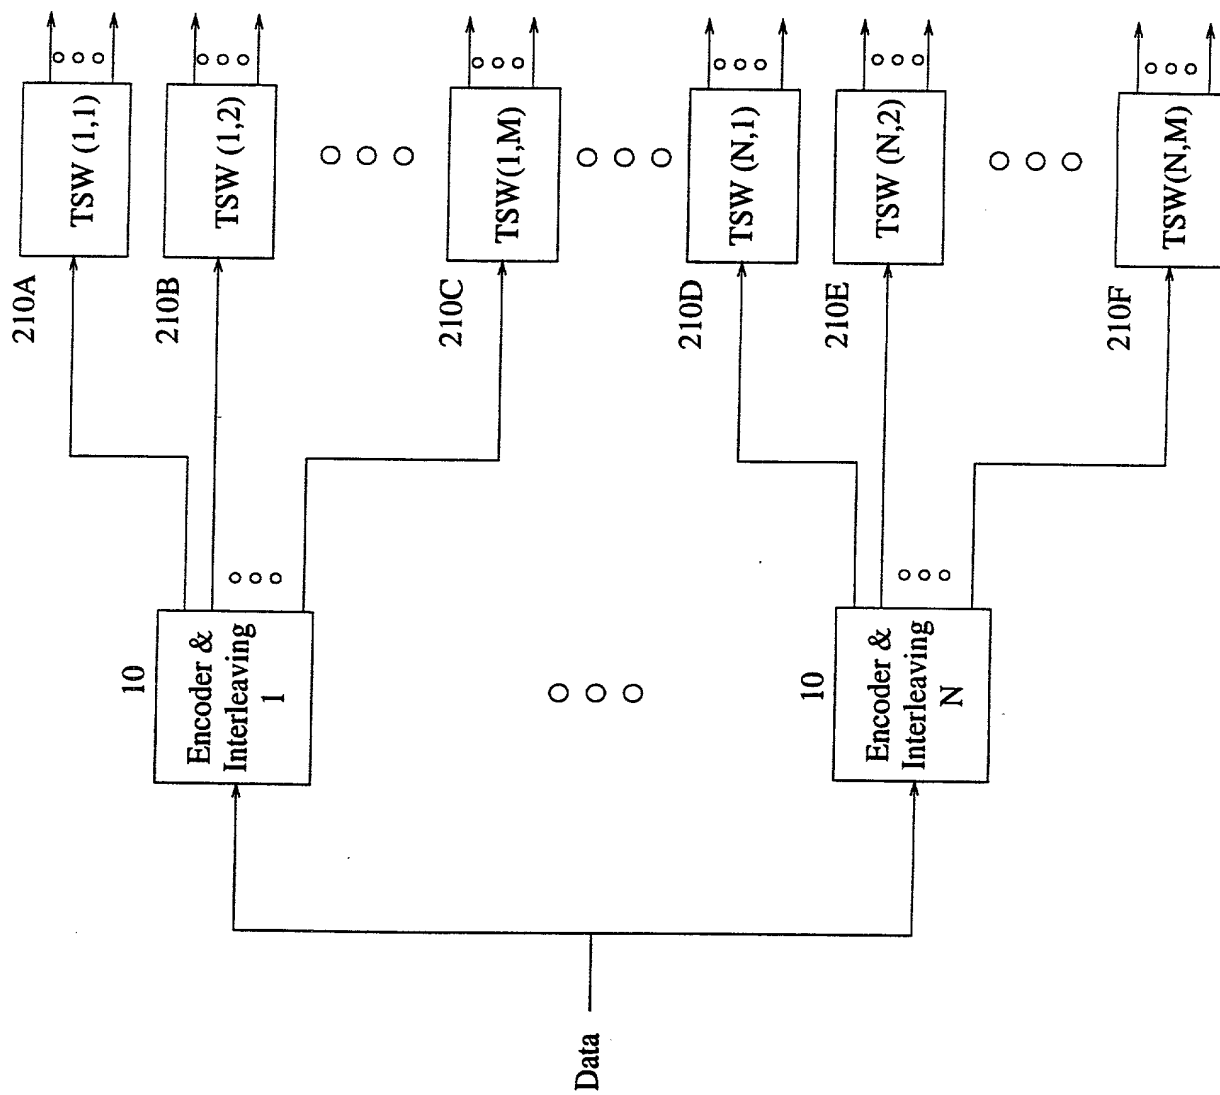 Data
10
Encoder &
Interleaving
1
10
Encoder &
Interleaving
N
210A
TSW (1,1)
210B
TSW (1,2)
210C
TSW(1,M)
210D
TSW (N,1)
210E
TSW (N,2)
210F
TSW(N,M)